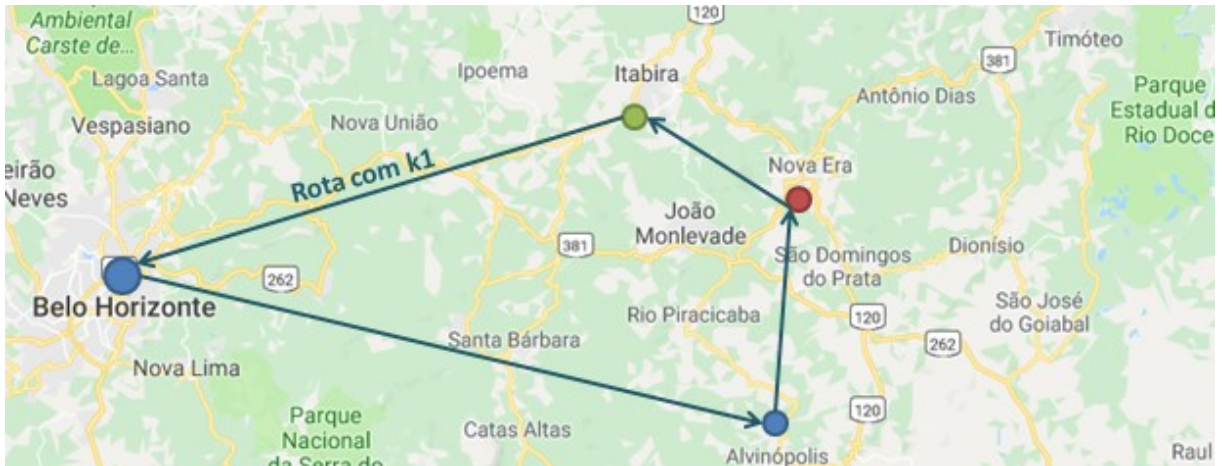 Ambiental
Carste de...
120
Timóteo
Lagoa Santa
Ipoema
Itabira
381
Antônio Dias
Parque
Estadual d
Rio Doce
Vespasiano
Nova União
eirão
Neves
Rota com k1
Nova Era
João
Monlevade
381
São Domingos
do Prata
Dionísio
262
Belo Horizonte
Rio Piracicaba
120
São José
do Goiabal
Santa Bárbara
262
Nova Lima
Parque
Nacional
da Serra do
Catas Altas
120
Alvinópolis
Raul